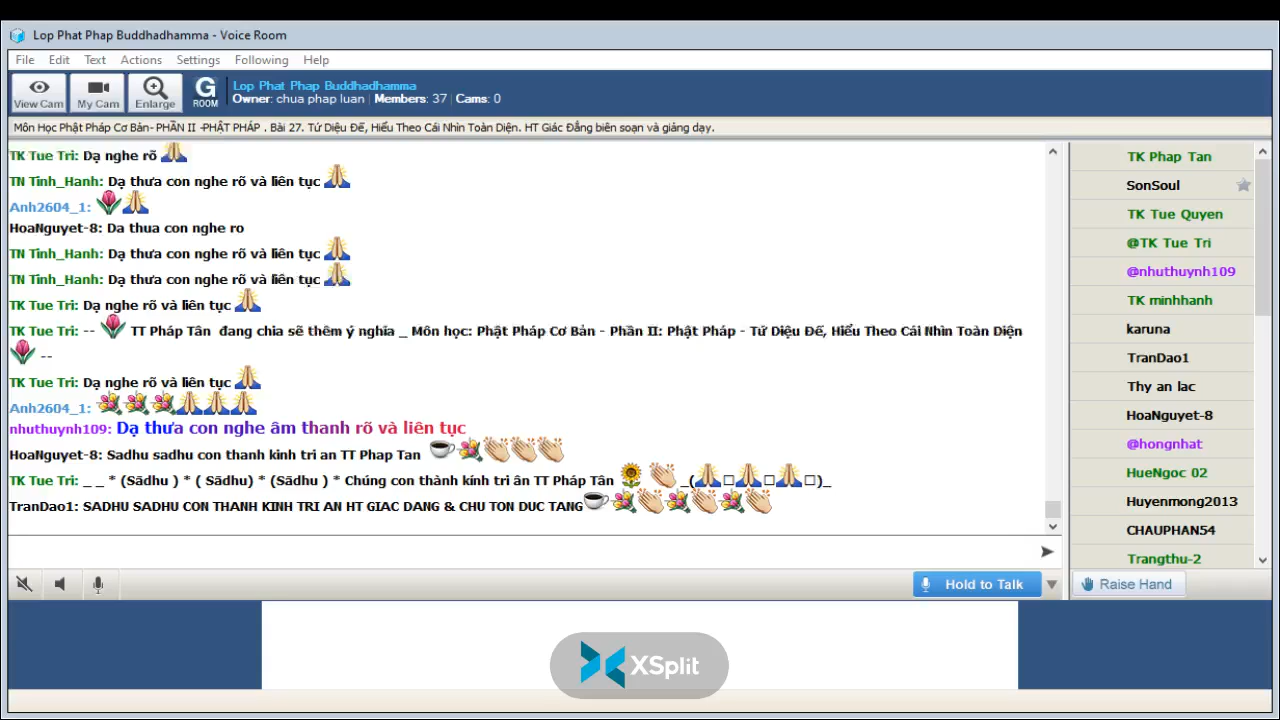 Lop Phat Phap Buddhadhamma - Voice Room
File Edit Text Actions Settings Following Help
View Cam My Cam Enlarge G ROOM
Lop Phat Phap Buddhadhamma
Owner: chua phap luan | Members: 37 | Cams: 0
Môn Học Phật Pháp Cơ Bản- PHẦN II -PHẬT PHÁP . Bài 27. Tứ Diệu Đế, Hiểu Theo Cái Nhìn Toàn Diện. HT Giác Đẳng biên soạn và giảng dạy.
TK Tue Tri: Dạ nghe rõ
TN Tinh_Hanh: Dạ thưa con nghe rõ và liên tục
Anh2604_1:
HoaNguyet-8: Da thua con nghe ro
TN Tinh_Hanh: Dạ thưa con nghe rõ và liên tục
TN Tinh_Hanh: Dạ thưa con nghe rõ và liên tục
TK Tue Tri: Dạ nghe rõ và liên tục
TK Tue Tri: -- TT Pháp Tân đang chia sẽ thêm ý nghia _ Môn học: Phật Pháp Cơ Bản - Phần II: Phật Pháp - Tứ Diệu Đế, Hiểu Theo Cái Nhìn Toàn Diện
--
TK Tue Tri: Dạ nghe rõ và liên tục
Anh2604_1:
nhuthuynh109: Dạ thưa con nghe âm thanh rõ và liên tục
HoaNguyet-8: Sadhu sadhu con thanh kinh tri an TT Phap Tan
TK Tue Tri: _ _ * (Sādhu ) * ( Sādhu) * (Sādhu ) * Chúng con thành kính tri ân TT Pháp Tân _( )_
TranDao1: SADHU SADHU CON THANH KINH TRI AN HT GIAC DANG & CHU TON DUC TANG
Hold to Talk
TK Phap Tan
SonSoul
TK Tue Quyen
@TK Tue Tri
@nhuthuynh109
TK minhhanh
karuna
TranDao1
Thy an lac
HoaNguyet-8
@hongnhat
HueNgoc 02
Huyenmong2013
CHAUPHAN54
Trangthu-2
Raise Hand
XSplit